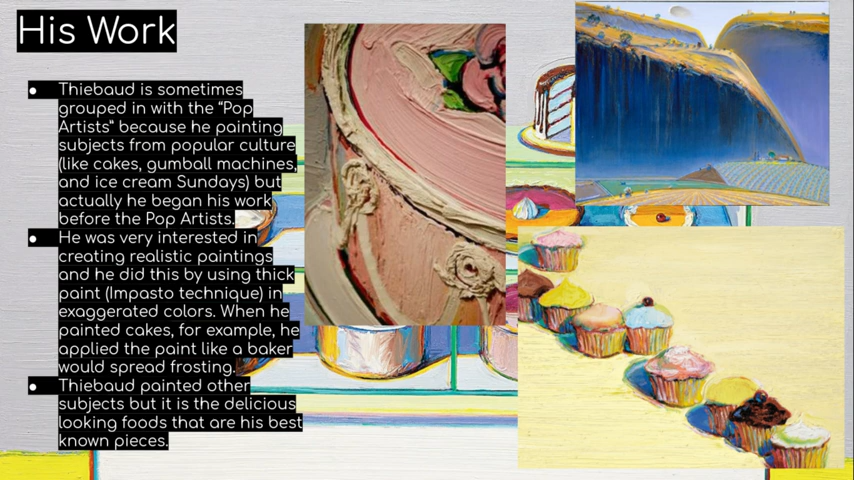 His Work
● Thiebaud is sometimes
grouped in with the “Pop
Artists” because he painting
subjects from popular culture
(like cakes, gumball machines,
and ice cream Sundays) but
actually he began his work
before the Pop Artists.
● He was very interested in
creating realistic paintings
and he did this by using thick
paint (Impasto technique) in
exaggerated colors. When he
painted cakes, for example, he
applied the paint like a baker
would spread frosting.
● Thiebaud painted other
subjects but it is the delicious
looking foods that are his best
known pieces.